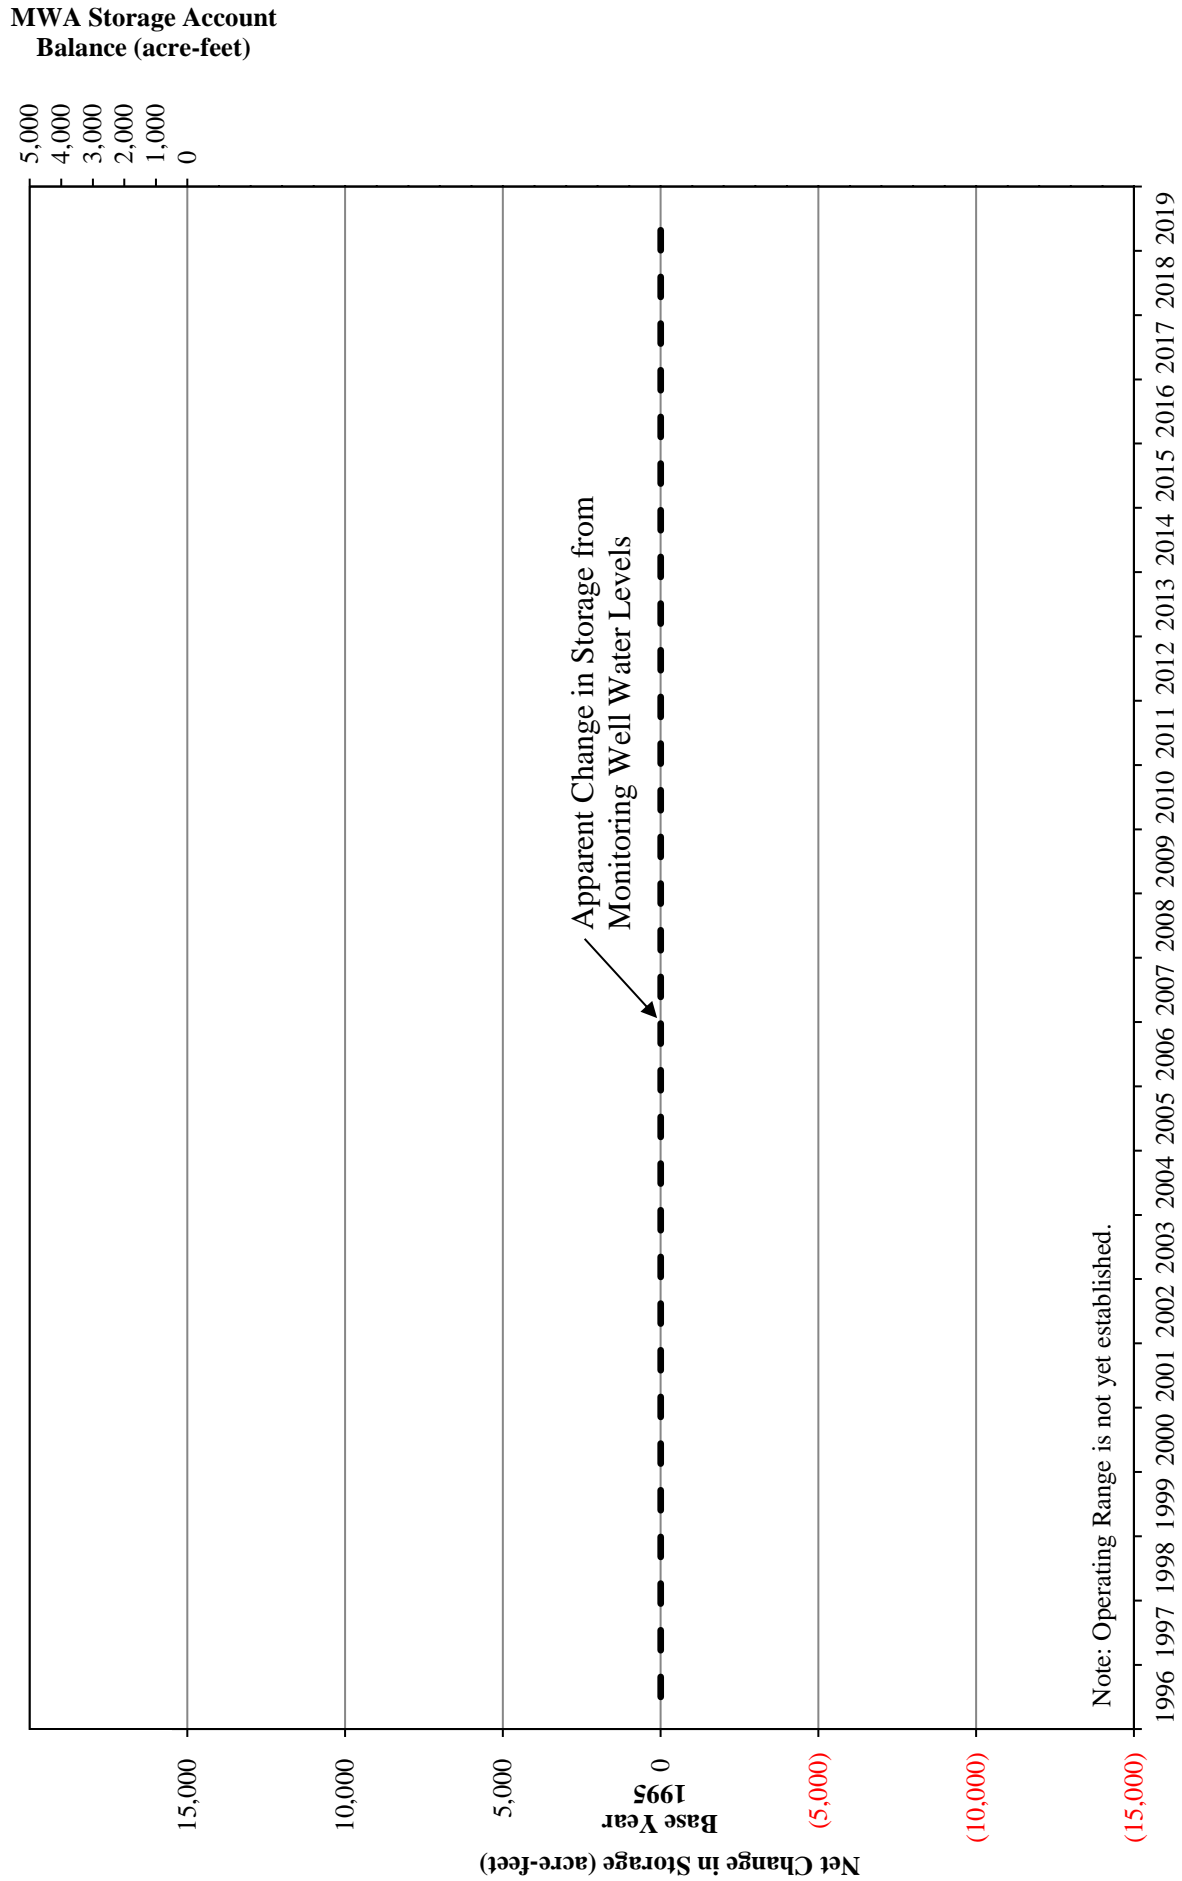 MWA Storage Account
Balance (acre-feet)
5,000
4,000
3,000
2,000
1,000
0
Net Change in Storage (acre-feet)
Base Year
1995
15,000
10,000
5,000
0
(5,000)
(10,000)
(15,000)
Apparent Change in Storage from
Monitoring Well Water Levels
Note: Operating Range is not yet established.
1996 1997 1998 1999 2000 2001 2002 2003 2004 2005 2006 2007 2008 2009 2010 2011 2012 2013 2014 2015 2016 2017 2018 2019